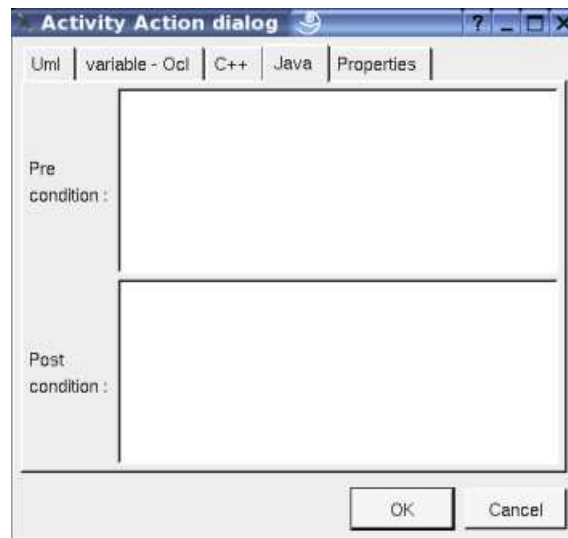 Activity Action dialog
Uml variable - Ocl C++ Java Properties
Pre
condition :
Post
condition :
OK Cancel